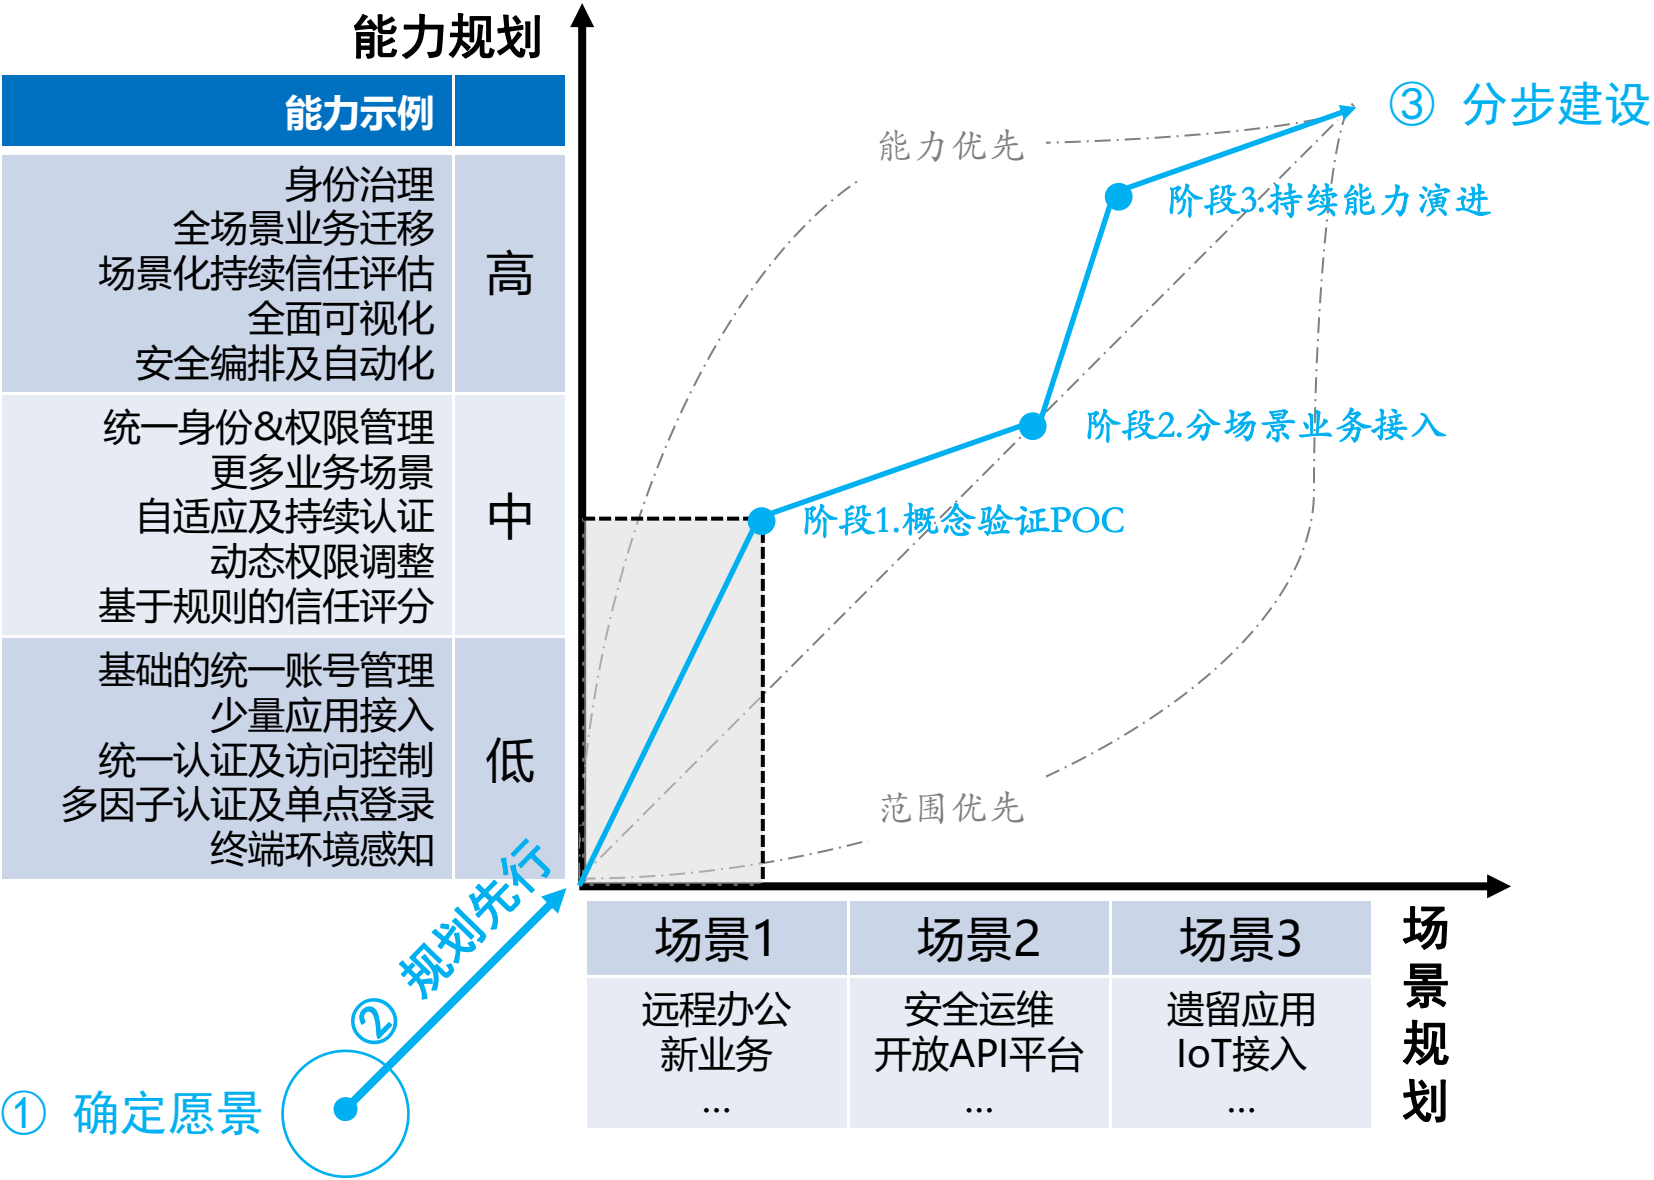 能力规划
能力示例
身份治理
全场景业务迁移
场景化持续信任评估
全面可视化
安全编排及自动化
高
统一身份&权限管理
更多业务场景
自适应及持续认证
动态权限调整
基于规则的信任评分
中
基础的统一账号管理
少量应用接入
统一认证及访问控制
多因子认证及单点登录
终端环境感知
低
③ 分步建设
能力优先
阶段3.持续能力演进
阶段2.分场景业务接入
阶段1.概念验证POC
范围优先
② 规划先行
① 确定愿景
场景1
场景2
场景3
远程办公
新业务
...
安全运维
开放API平台
...
遗留应用
IoT接入
...
场景规划